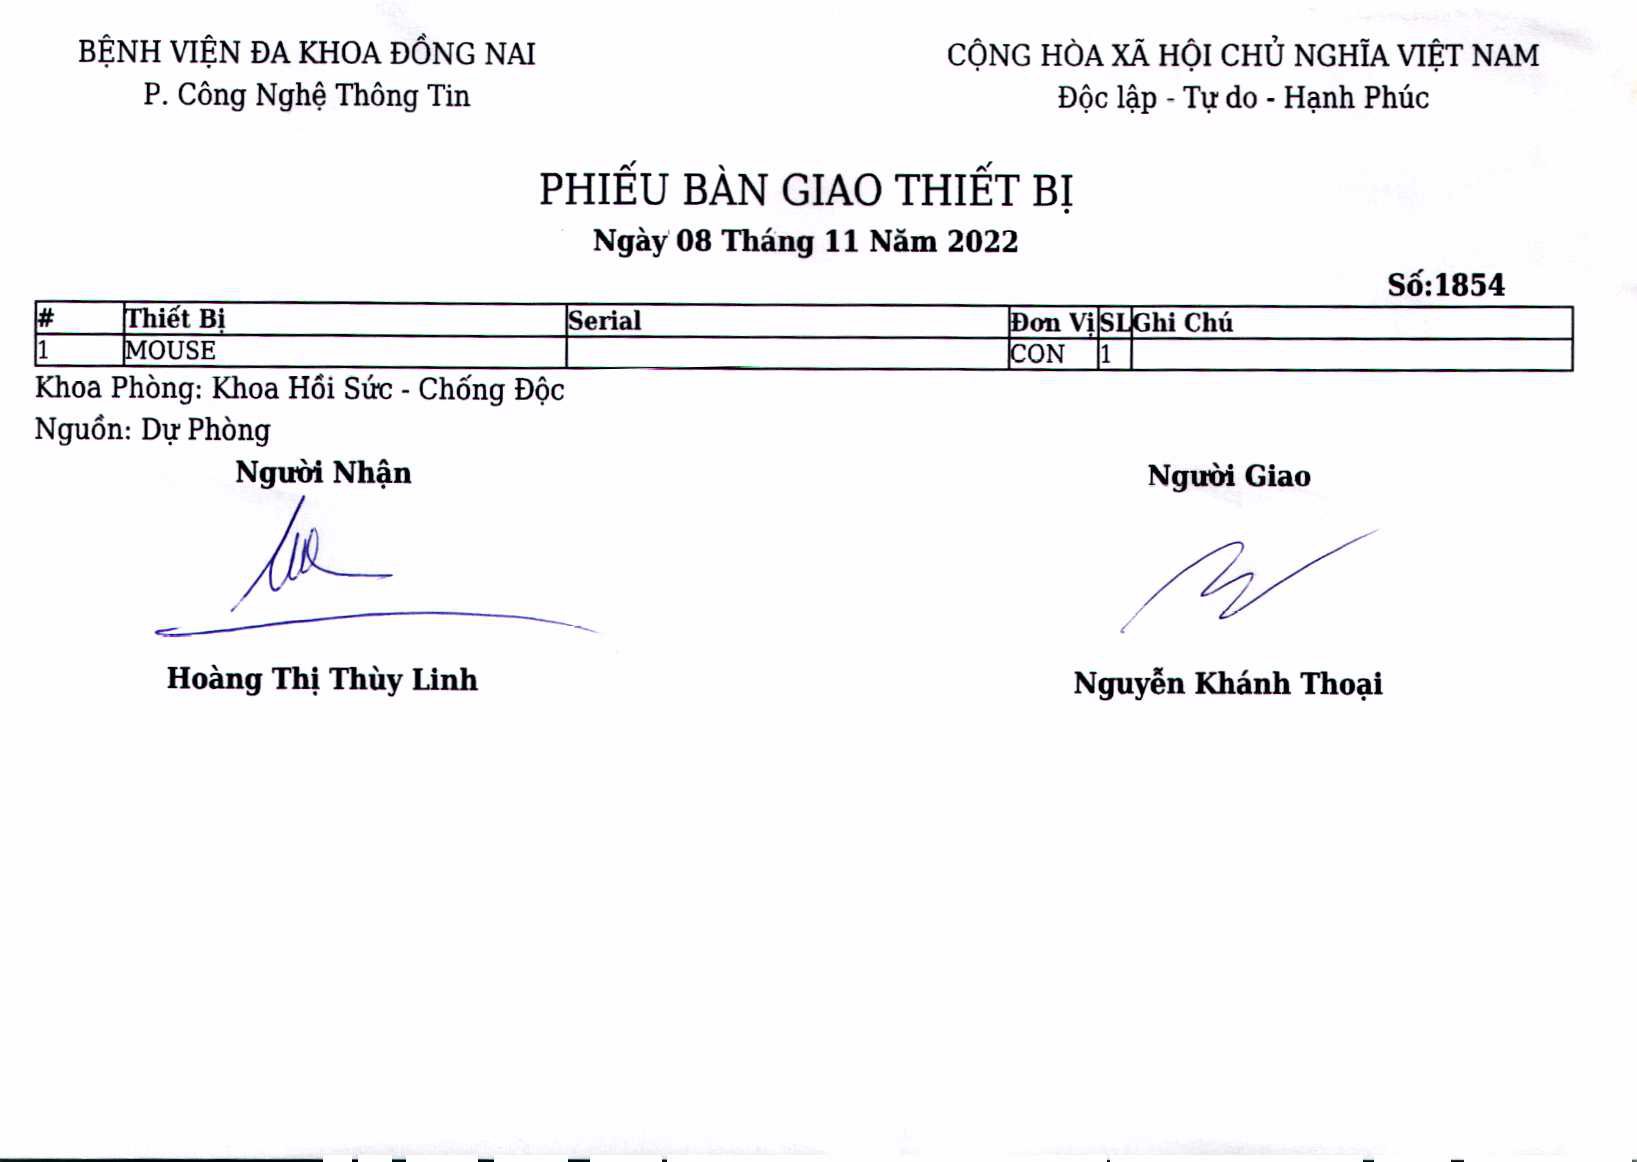 BỆNH VIỆN ĐA KHOA ĐỒNG NAI
P. Công Nghệ Thông Tin
CỘNG HÒA XÃ HỘI CHỦ NGHĨA VIỆT NAM
Độc lập - Tự do - Hạnh Phúc
PHIẾU BÀN GIAO THIẾT BỊ
Ngày 08 Tháng 11 Năm 2022
Số:1854
# Thiết Bị Serial Đơn Vị SL Ghi Chú
1 MOUSE CON 1
Khoa Phòng: Khoa Hồi Sức - Chống Độc
Nguồn: Dự Phòng
Người Nhận Người Giao
Hoàng Thị Thùy Linh Nguyễn Khánh Thoại